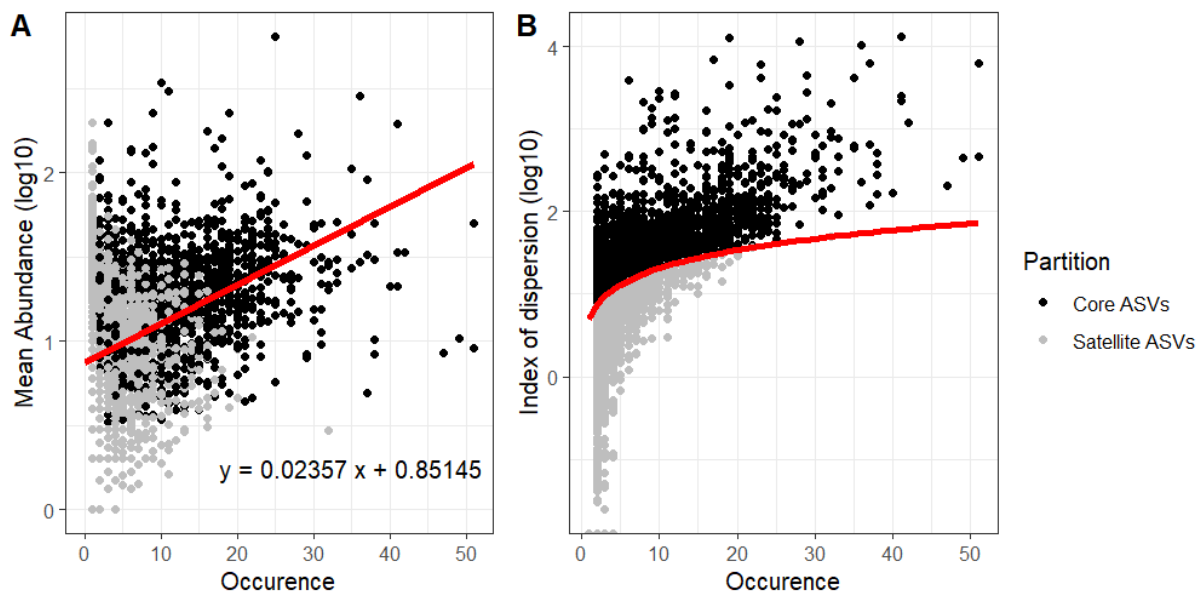 A
Mean Abundance (log10)
2
1
0
y = 0.02357 x + 0.85145
0 10 20 30 40 50
Occurence
B
Index of dispersion (log10)
4
2
0
0 10 20 30 40 50
Occurence
Partition
Core ASVs
Satellite ASVs